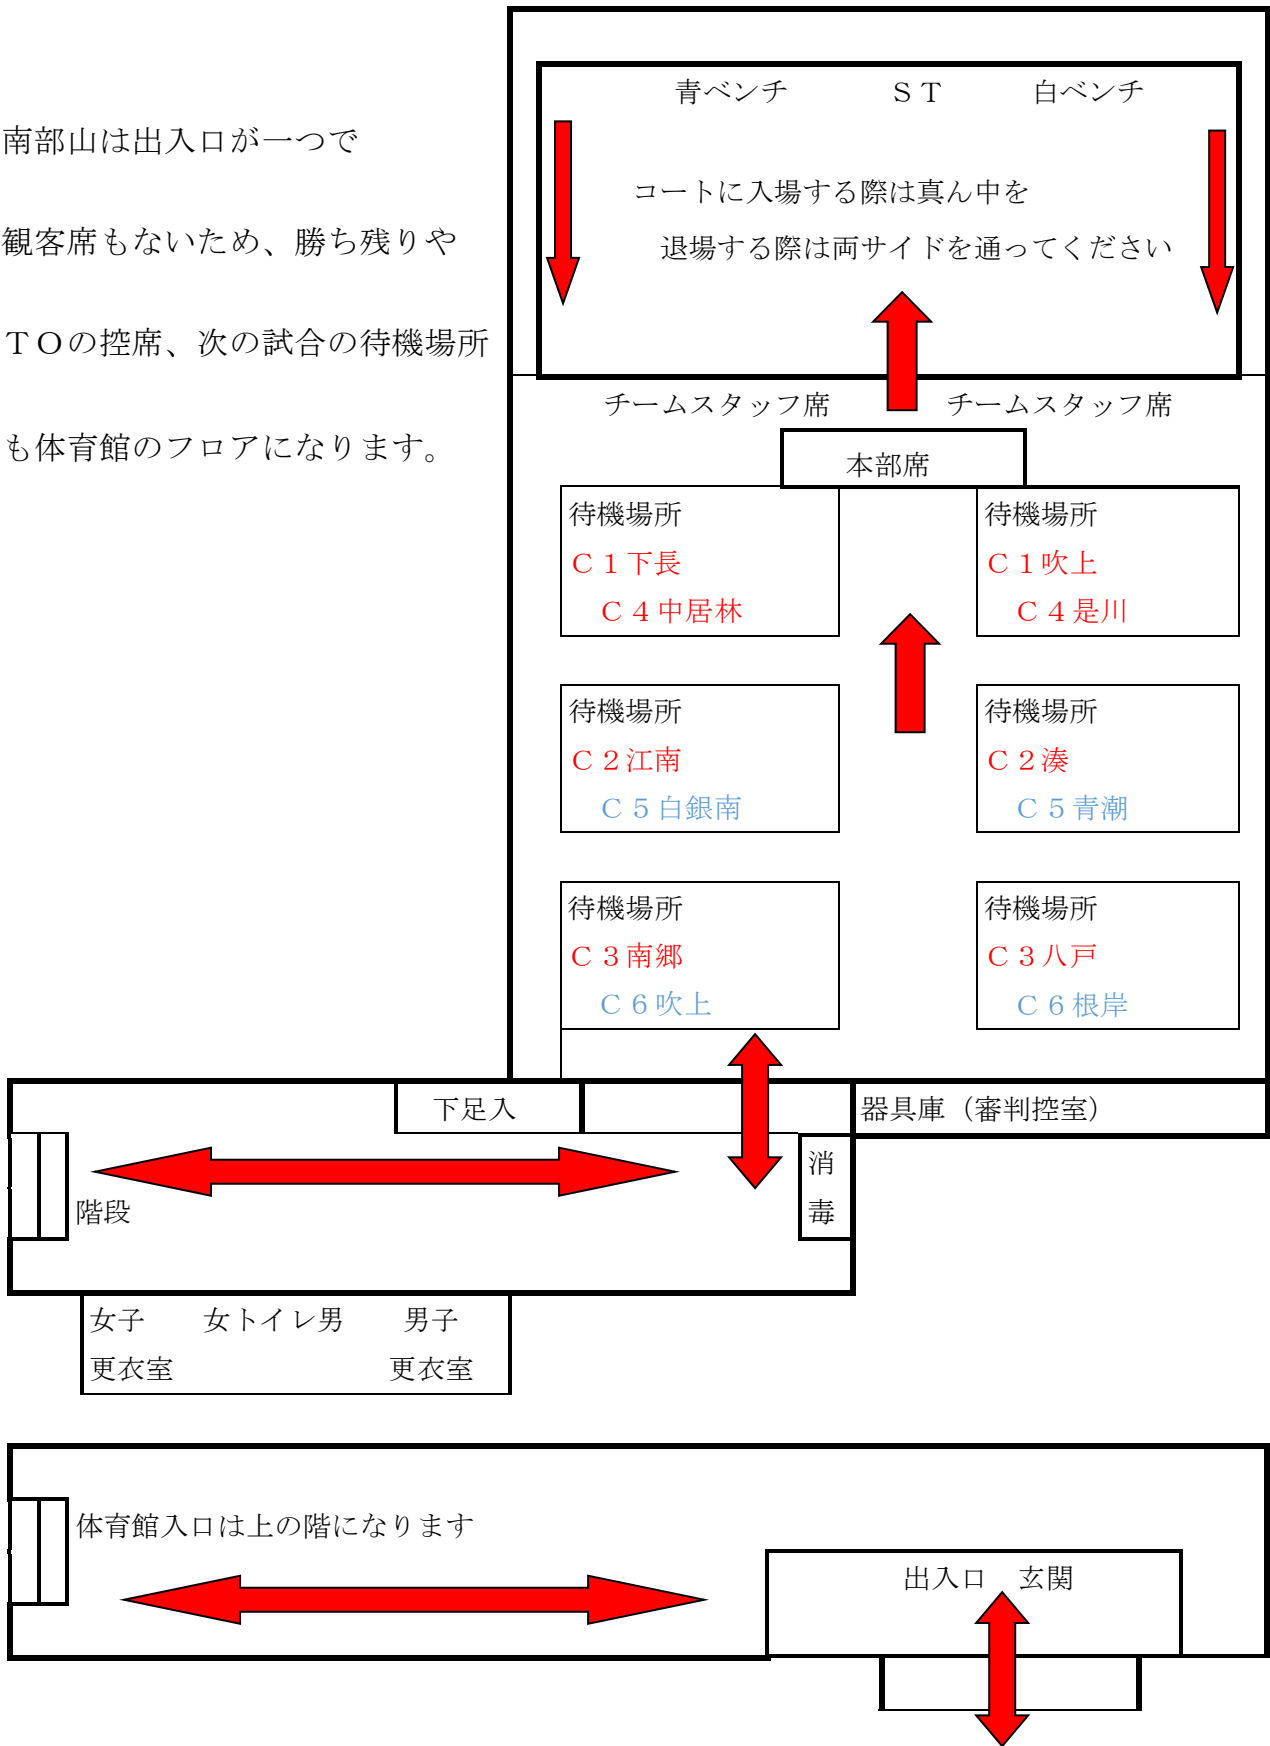 南部山は出入口が一つで
観客席もないため、勝ち残りや
ＴＯの控席、次の試合の待機場所
も体育館のフロアになります。
青ベンチ　ＳＴ　白ベンチ
コートに入場する際は真ん中を
退場する際は両サイドを通ってください
チームスタッフ席　チームスタッフ席
本部席
待機場所
Ｃ１下長
Ｃ４中居林
待機場所
Ｃ１吹上
Ｃ４是川
待機場所
Ｃ２江南
Ｃ５白銀南
待機場所
Ｃ２湊
Ｃ５青潮
待機場所
Ｃ３南郷
Ｃ６吹上
待機場所
Ｃ３八戸
Ｃ６根岸
下足入
器具庫（審判控室）
消
毒
階段
女子　女トイレ男　男子
更衣室　更衣室
体育館入口は上の階になります
出入口　玄関